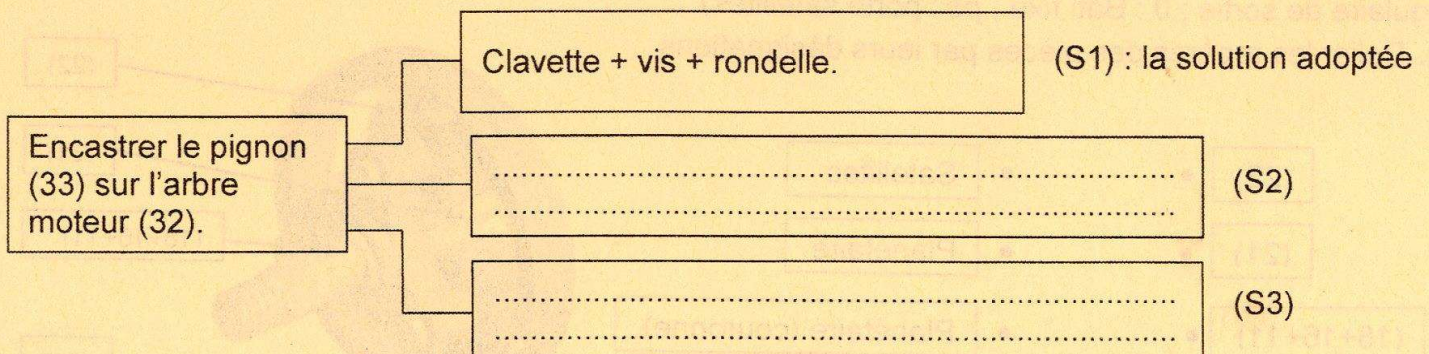 Clavette + vis + rondelle.
(S1) : la solution adoptée
Encastrer le pignon
(33) sur l'arbre
moteur (32).
(S2)
(S3)